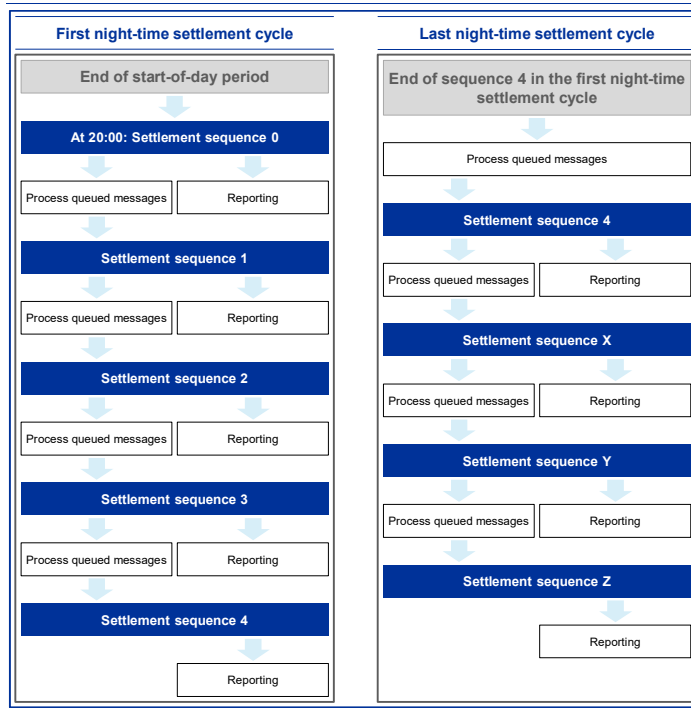 First night-time settlement cycle
End of start-of-day period
At 20:00: Settlement sequence 0
Process queued messages
Reporting
Settlement sequence 1
Process queued messages
Reporting
Settlement sequence 2
Process queued messages
Reporting
Settlement sequence 3
Process queued messages
Reporting
Settlement sequence 4
Reporting
Last night-time settlement cycle
End of sequence 4 in the first night-time
settlement cycle
Process queued messages
Settlement sequence 4
Process queued messages
Reporting
Settlement sequence X
Process queued messages
Reporting
Settlement sequence Y
Process queued messages
Reporting
Settlement sequence Z
Reporting